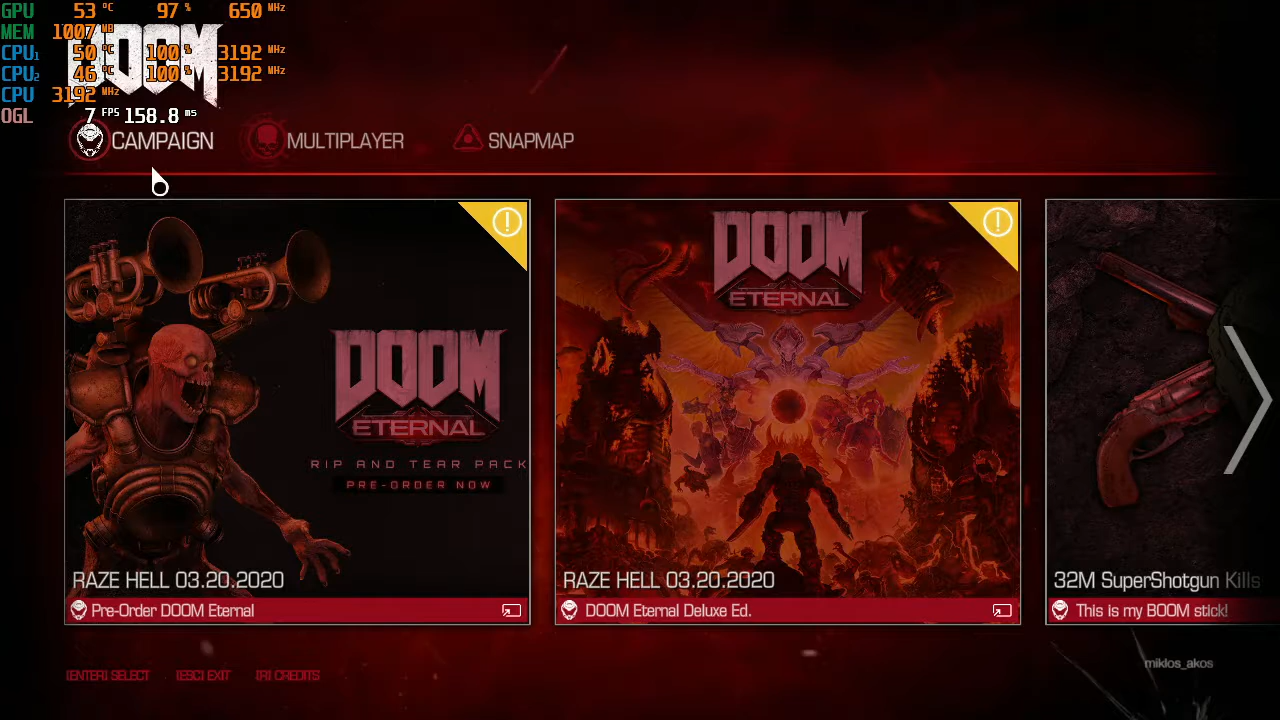 GPU 53 °C 97 % 650 MHz
MEM 1007 MB
CPU1 50 °C 100 % 3192 MHz
CPU2 46 °C 100 % 3192 MHz
CPU 3192 MHz
OGL 7 FPS 158.8 ms
DOOM
CAMPAIGN MULTIPLAYER SNAPMAP
DOOM
ETERNAL
RIP AND TEAR PACK
PRE-ORDER NOW
RAZE HELL 03.20.2020
Pre-Order DOOM Eternal
DOOM
ETERNAL
RAZE HELL 03.20.2020
DOOM Eternal Deluxe Ed.
32M SuperShotgun Kills
This is my BOOM stick!
[ENTER] SELECT [ESC] EXIT [R] CREDITS
miklos_akos